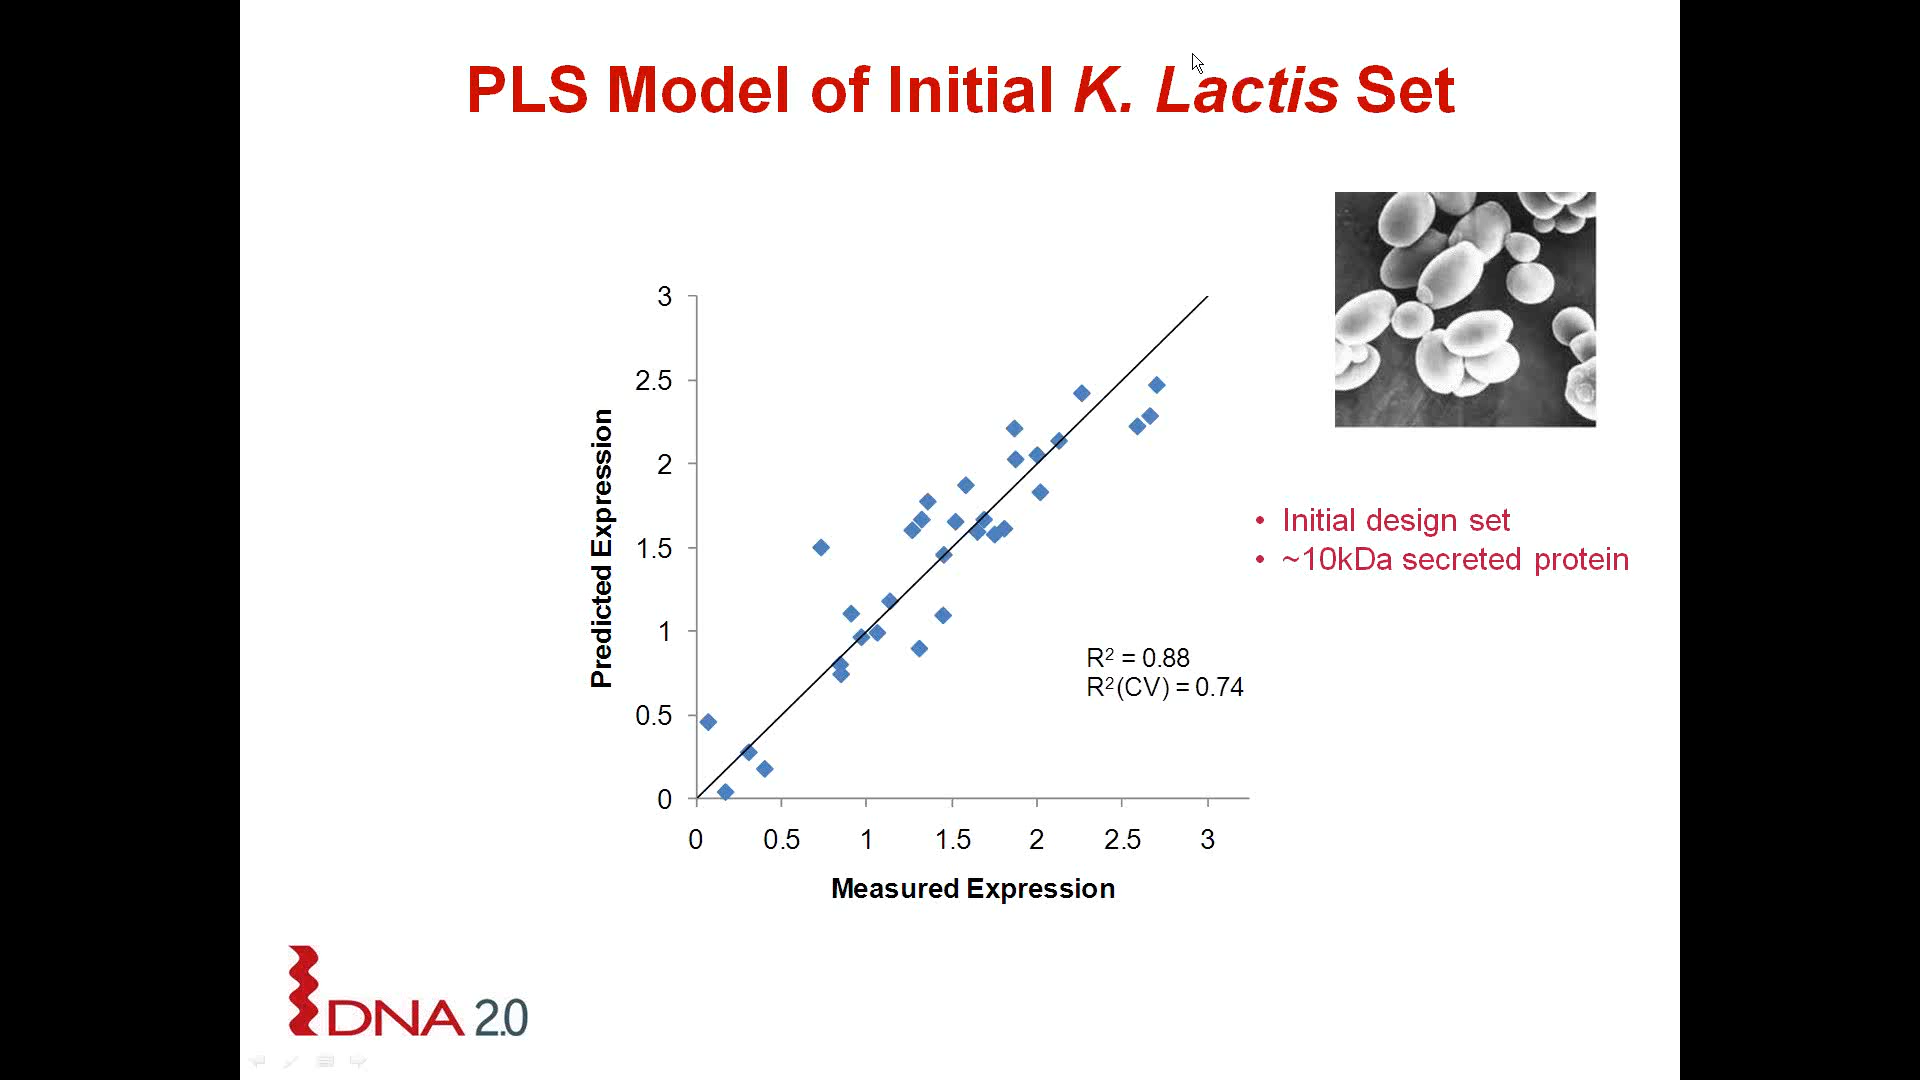 PLS Model of Initial K. Lactis Set
3
2.5
2
1.5
1
0.5
0
Predicted Expression
0 0.5 1 1.5 2 2.5 3
Measured Expression
R² = 0.88
R²(CV) = 0.74
• Initial design set
• ~10kDa secreted protein
DNA 2.0